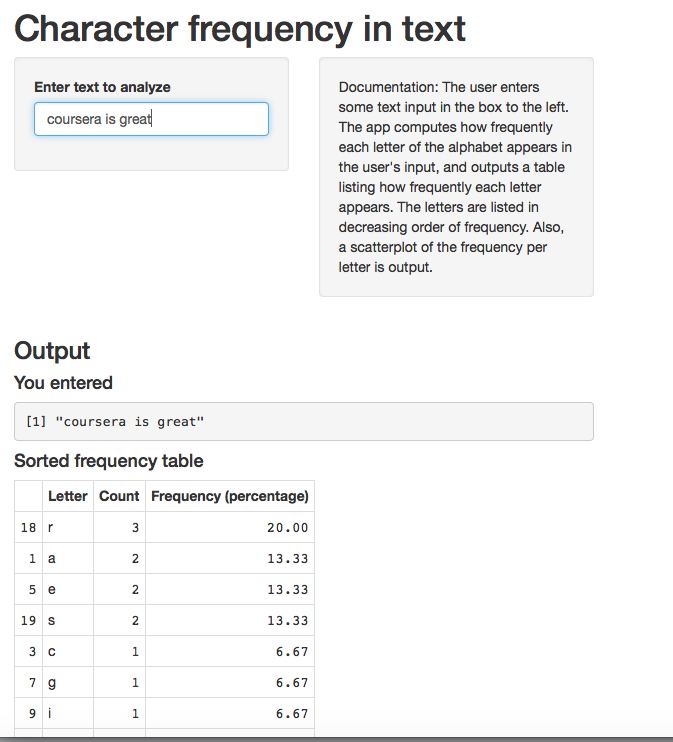 Character frequency in text
Enter text to analyze
coursera is great
Documentation: The user enters
some text input in the box to the left.
The app computes how frequently
each letter of the alphabet appears in
the user's input, and outputs a table
listing how frequently each letter
appears. The letters are listed in
decreasing order of frequency. Also,
a scatterplot of the frequency per
letter is output.
Output
You entered
[1] "coursera is great"
Sorted frequency table
Letter Count Frequency (percentage)
18 r 3 20.00
1 a 2 13.33
5 e 2 13.33
19 s 2 13.33
3 c 1 6.67
7 g 1 6.67
9 i 1 6.67